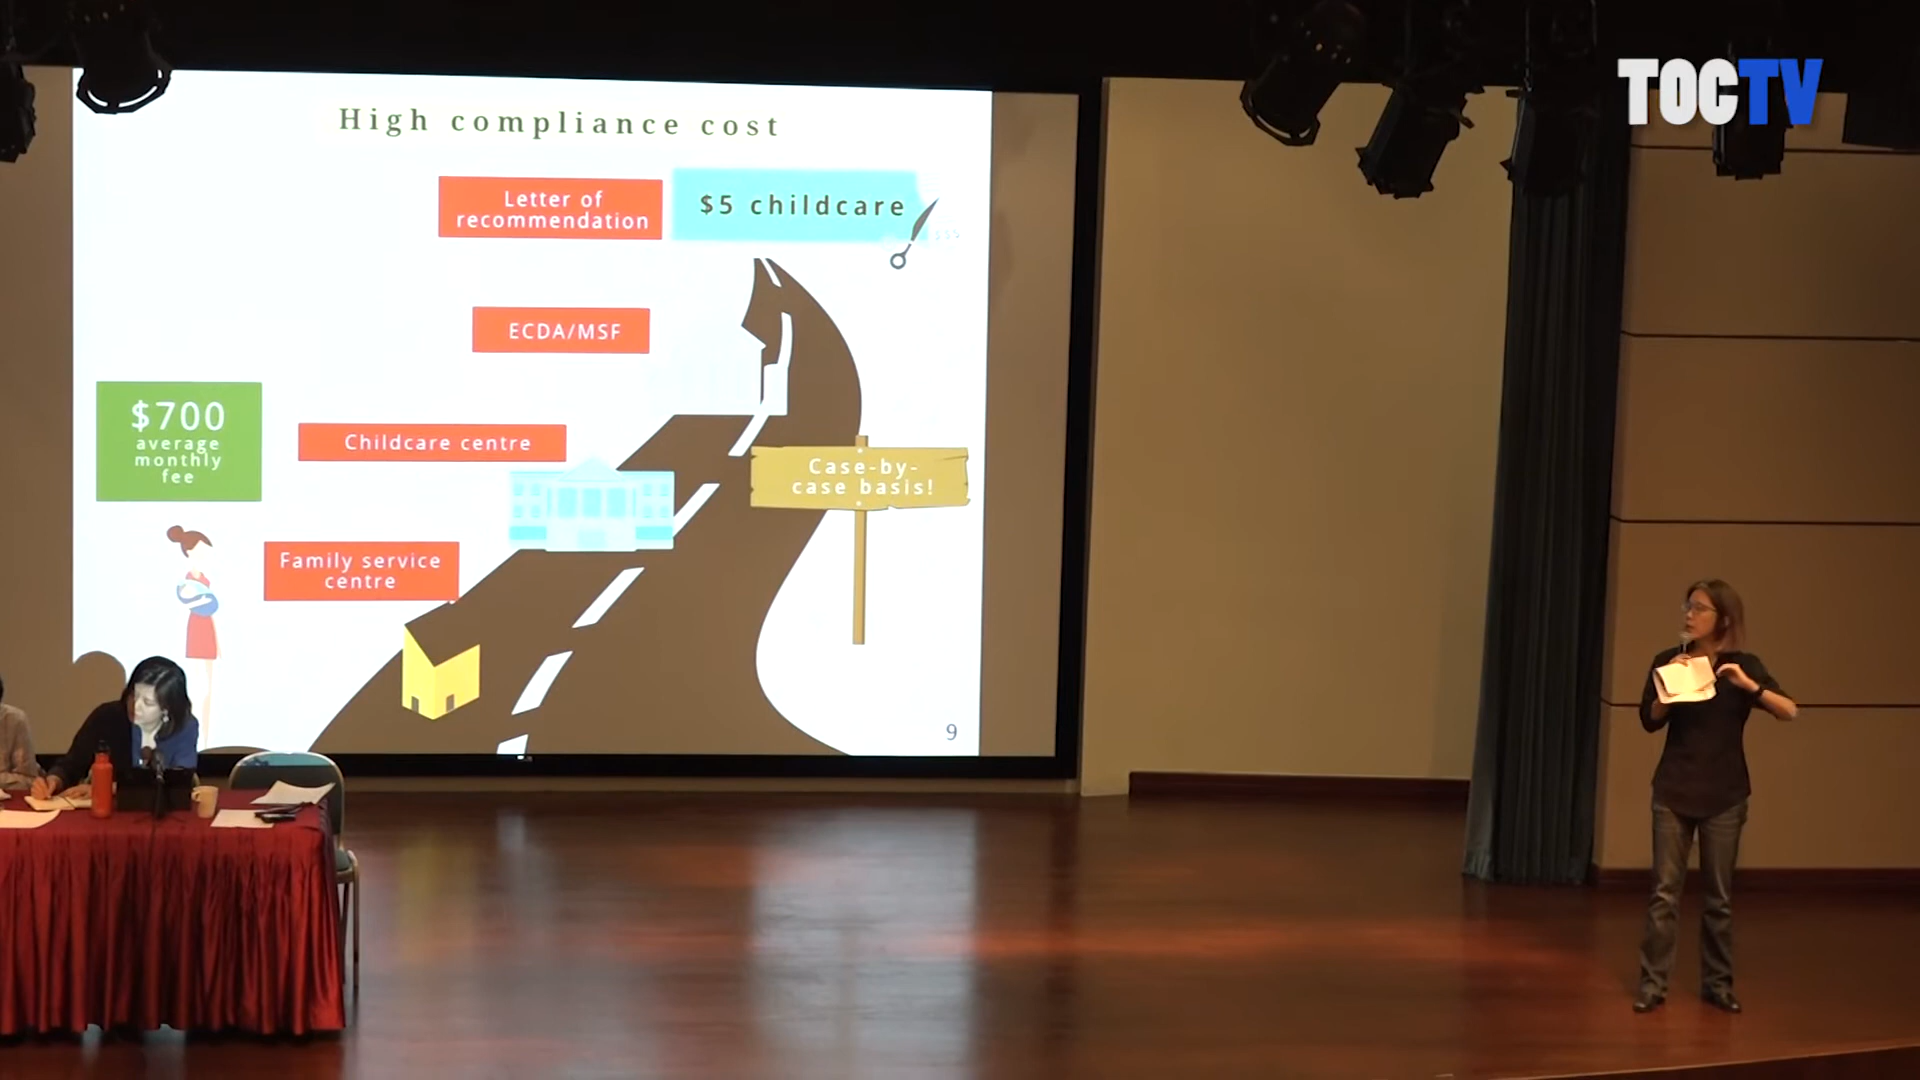 TOCTV
High compliance cost
Letter of
recommendation
$5 childcare
ECDA/MSF
$700
average
monthly
fee
Childcare centre
Case-by-
case basis!
Family service
centre
9